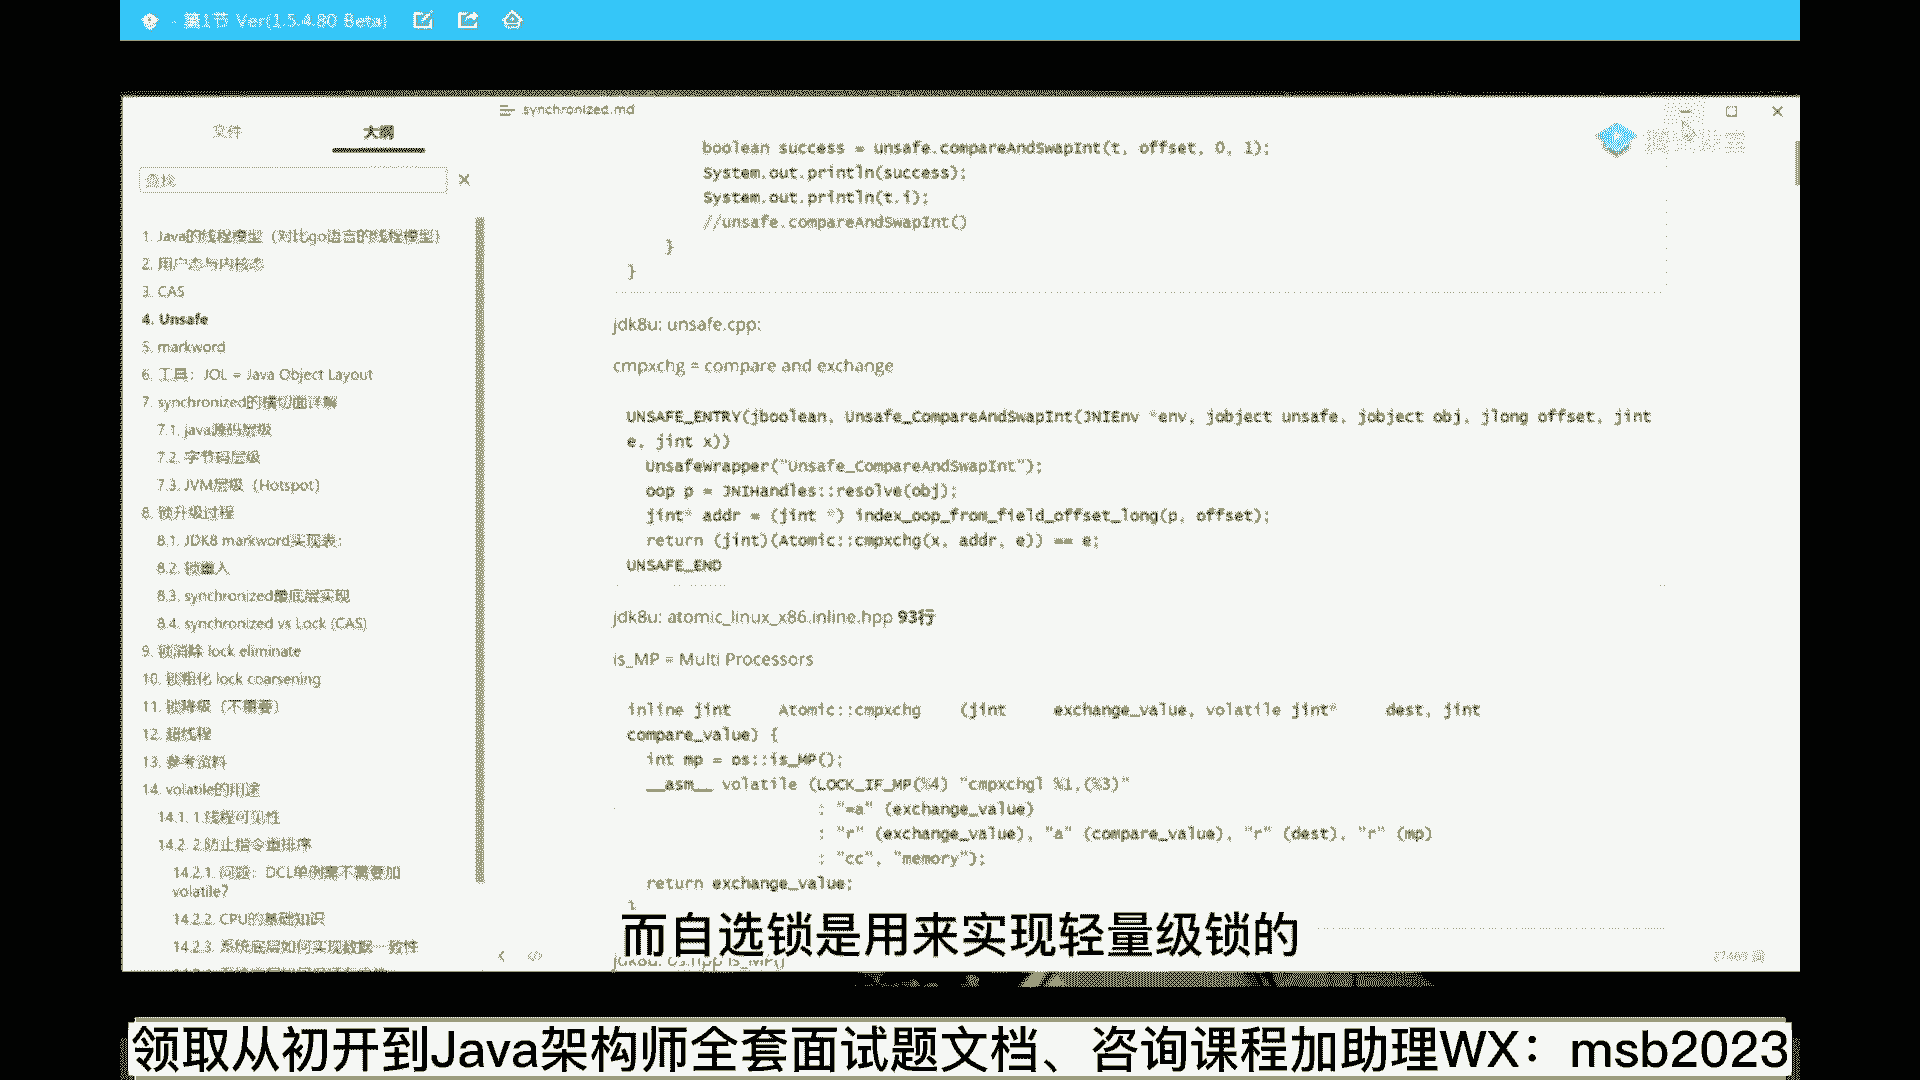 - 第1节 Ver(1.5.4.80 Beta)
文件
大纲
查找
1. Java的线程模型（对比go语言的线程模型）
2. 用户态与内核态
3. CAS
4. Unsafe
5. markword
6. 工具：JOL = Java Object Layout
7. synchronized的横切面详解
7.1. java源码层级
7.2. 字节码层级
7.3. JVM层级（Hotspot）
8. 锁升级过程
8.1. JDK8 markword实现表：
8.2. 锁重入
8.3. synchronized最底层实现
8.4. synchronized vs Lock (CAS)
9. 锁消除 lock eliminate
10. 锁粗化 lock coarsening
11. 锁降级（不重要）
12. 超线程
13. 参考资料
14. volatile的用途
14.1. 1.线程可见性
14.2. 2.防止指令重排序
14.2.1. 问题：DCL单例需不需要加
volatile?
14.2.2. CPU的基础知识
14.2.3. 系统底层如何实现数据一致性
synchronized.md
boolean success = unsafe.compareAndSwapInt(t, offset, 0, 1);
System.out.println(success);
System.out.println(t.i);
//unsafe.compareAndSwapInt()
}
}
jdk8u: unsafe.cpp:
cmpxchg = compare and exchange
UNSAFE_ENTRY(jboolean, Unsafe_CompareAndSwapInt(JNIEnv *env, jobject unsafe, jobject obj, jlong offset, jint
e, jint x))
UnsafeWrapper("Unsafe_CompareAndSwapInt");
oop p = JNIHandles::resolve(obj);
jint* addr = (jint *) index_oop_from_field_offset_long(p, offset);
return (jint)(Atomic::cmpxchg(x, addr, e)) == e;
UNSAFE_END
jdk8u: atomic_linux_x86.inline.hpp 93行
is_MP = Multi Processors
inline jint     Atomic::cmpxchg    (jint     exchange_value, volatile jint*     dest, jint
compare_value) {
int mp = os::is_MP();
__asm__ volatile (LOCK_IF_MP(%4) "cmpxchgl %1,(%3)"
: "=a" (exchange_value)
: "r" (exchange_value), "a" (compare_value), "r" (dest), "r" (mp)
: "cc", "memory");
return exchange_value;
}
jdk8u: os.hpp is_MP()
而自选锁是用来实现轻量级锁的
领取从初开到Java架构师全套面试题文档、咨询课程加助理WX：msb2023